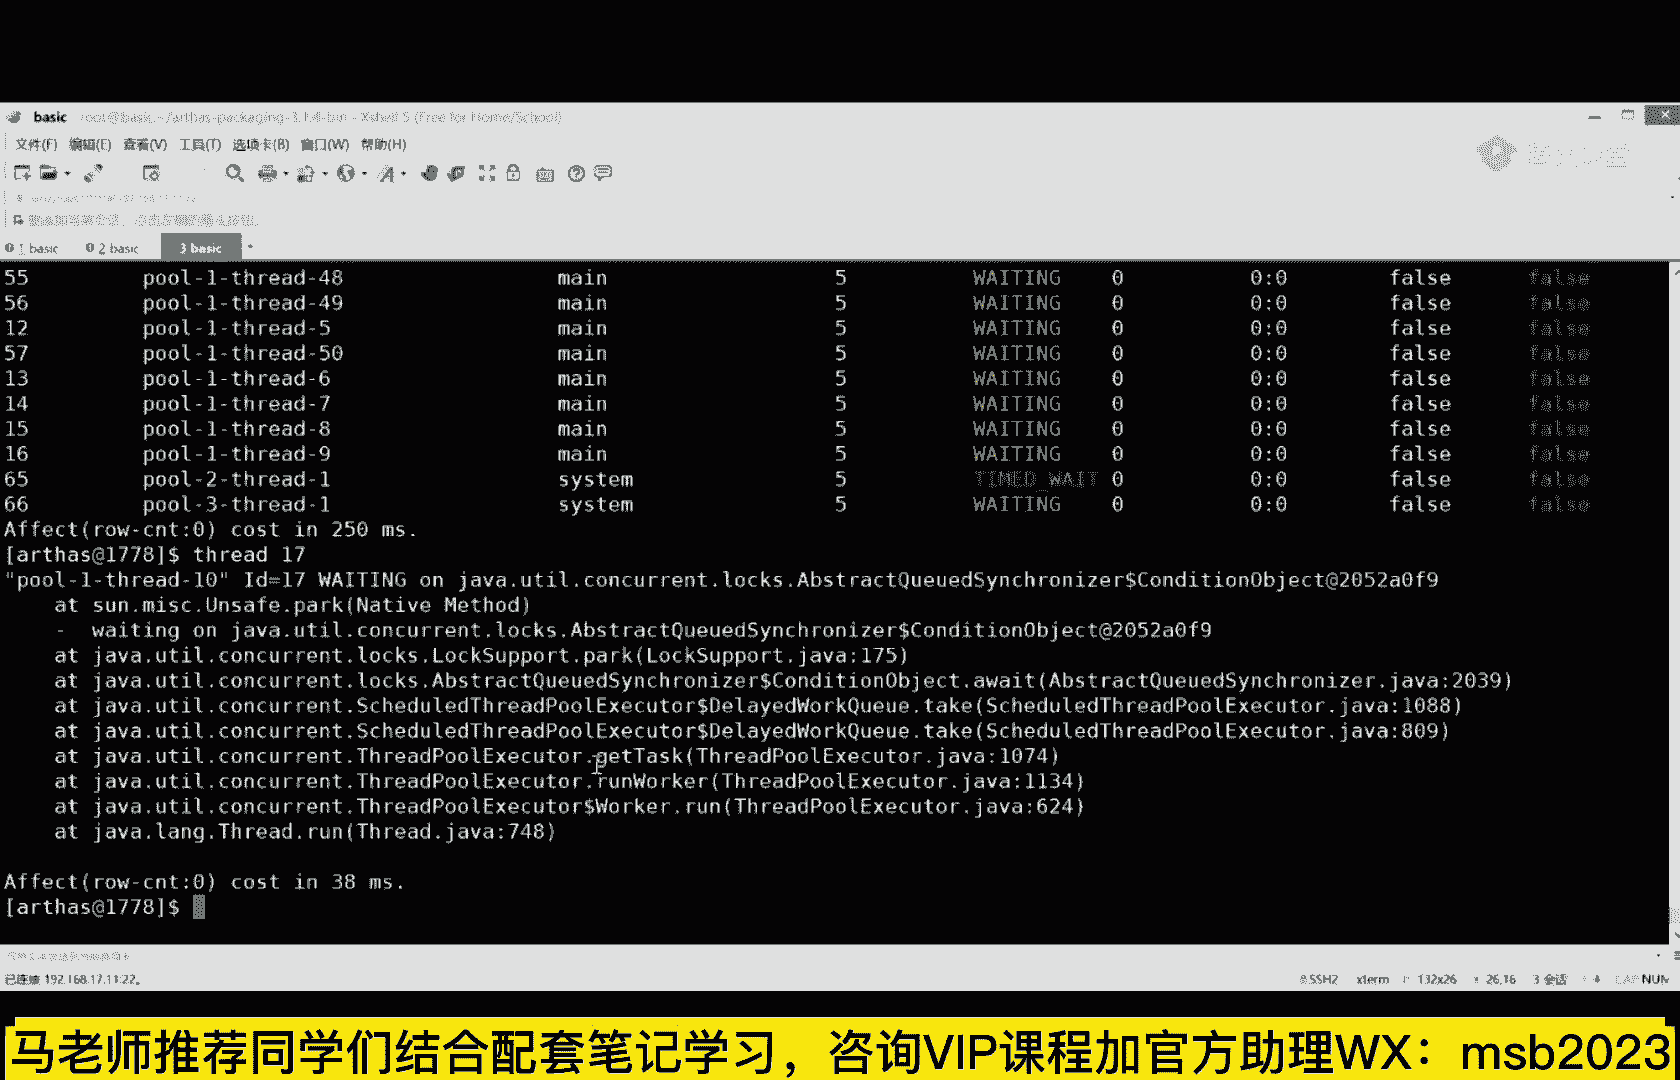 basic root@basic:~/arthas-packaging-3.1.4-bin - Xshell 5 (Free for Home/School)
文件(F) 编辑(E) 查看(V) 工具(T) 选项卡(B) 窗口(W) 帮助(H)
1 basic 2 basic 3 basic
55 pool-1-thread-48 main 5 WAITING 0 0:0 false false
56 pool-1-thread-49 main 5 WAITING 0 0:0 false false
12 pool-1-thread-5 main 5 WAITING 0 0:0 false false
57 pool-1-thread-50 main 5 WAITING 0 0:0 false false
13 pool-1-thread-6 main 5 WAITING 0 0:0 false false
14 pool-1-thread-7 main 5 WAITING 0 0:0 false false
15 pool-1-thread-8 main 5 WAITING 0 0:0 false false
16 pool-1-thread-9 main 5 WAITING 0 0:0 false false
65 pool-2-thread-1 system 5 TIMED_WAIT 0 0:0 false false
66 pool-3-thread-1 system 5 WAITING 0 0:0 false false
Affect(row-cnt:0) cost in 250 ms.
[arthas@1778]$ thread 17
"pool-1-thread-10" Id=17 WAITING on java.util.concurrent.locks.AbstractQueuedSynchronizer$ConditionObject@2052a0f9
at sun.misc.Unsafe.park(Native Method)
- waiting on java.util.concurrent.locks.AbstractQueuedSynchronizer$ConditionObject@2052a0f9
at java.util.concurrent.locks.LockSupport.park(LockSupport.java:175)
at java.util.concurrent.locks.AbstractQueuedSynchronizer$ConditionObject.await(AbstractQueuedSynchronizer.java:2039)
at java.util.concurrent.ScheduledThreadPoolExecutor$DelayedWorkQueue.take(ScheduledThreadPoolExecutor.java:1088)
at java.util.concurrent.ScheduledThreadPoolExecutor$DelayedWorkQueue.take(ScheduledThreadPoolExecutor.java:809)
at java.util.concurrent.ThreadPoolExecutor.getTask(ThreadPoolExecutor.java:1074)
at java.util.concurrent.ThreadPoolExecutor.runWorker(ThreadPoolExecutor.java:1134)
at java.util.concurrent.ThreadPoolExecutor$Worker.run(ThreadPoolExecutor.java:624)
at java.lang.Thread.run(Thread.java:748)
Affect(row-cnt:0) cost in 38 ms.
[arthas@1778]$
已连接 192.168.17.11:22。 SSH2 xterm 132x26 26,16 3 会话 CAP NUM
马老师推荐同学们结合配套笔记学习，咨询VIP课程加官方助理WX：msb2023